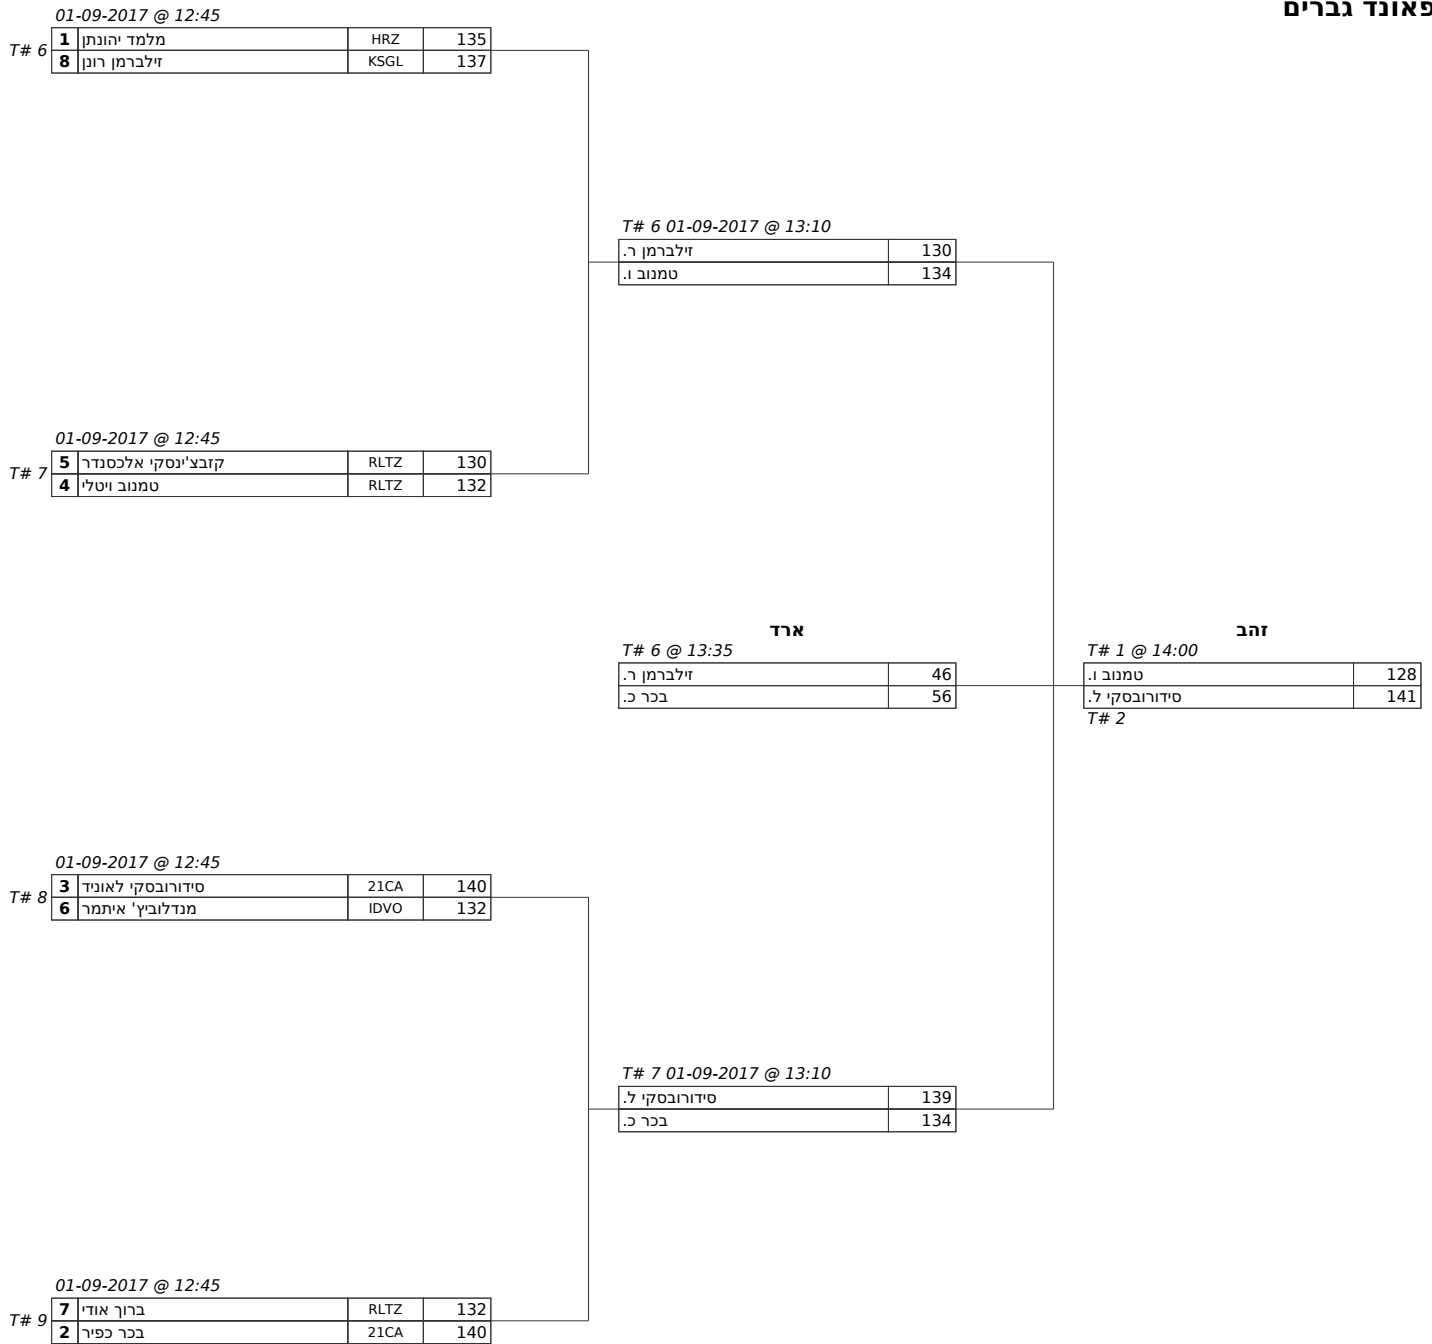 פאונד גברים
01-09-2017 @ 12:45
T# 6
1 מלמד יהונתן HRZ 135
8 זילברמן רונן KSGL 137
T# 6 01-09-2017 @ 13:10
זילברמן ר. 130
טמנוב ו. 134
01-09-2017 @ 12:45
T# 7
5 קזבצ'ינסקי אלכסנדר RLTZ 130
4 טמנוב ויטלי RLTZ 132
ארד
T# 6 @ 13:35
זילברמן ר. 46
בכר כ. 56
זהב
T# 1 @ 14:00
טמנוב ו. 128
סידורובסקי ל. 141
T# 2
01-09-2017 @ 12:45
T# 8
3 סידורובסקי לאוניד 21CA 140
6 מנדלוביץ' איתמר IDVO 132
T# 7 01-09-2017 @ 13:10
סידורובסקי ל. 139
בכר כ. 134
01-09-2017 @ 12:45
T# 9
7 ברוך אודי RLTZ 132
2 בכר כפיר 21CA 140